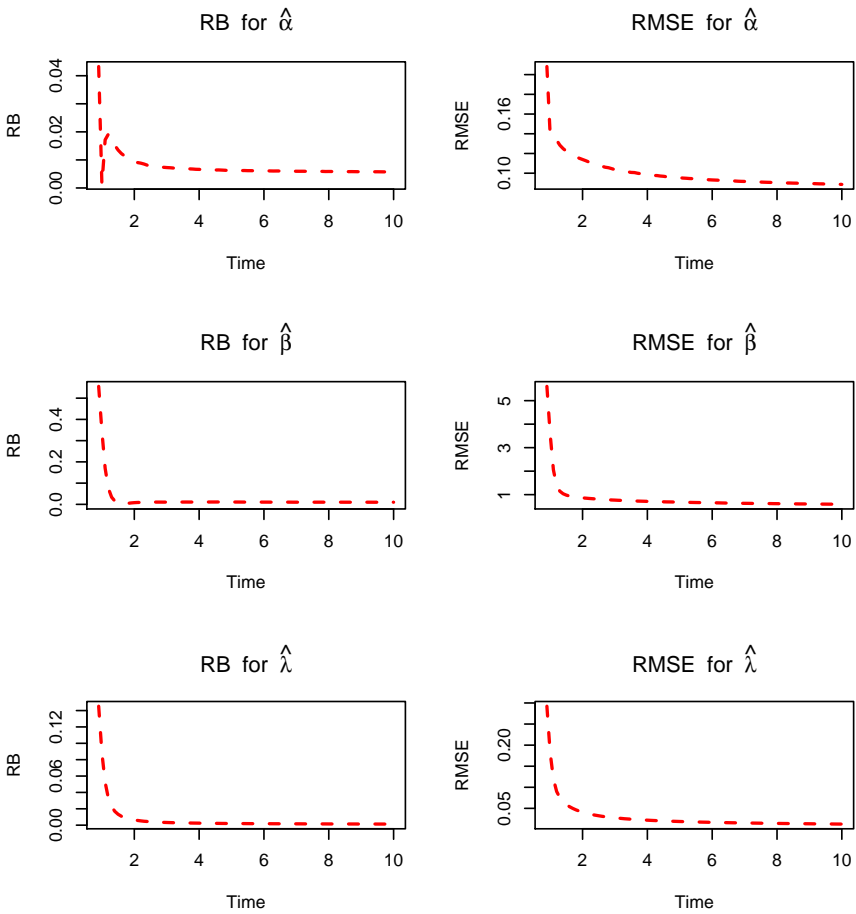 RB for α̂
RB
0.00 0.02 0.04
2 4 6 8 10
Time
RMSE for α̂
RMSE
0.10 0.16
2 4 6 8 10
Time
RB for β̂
RB
0.0 0.2 0.4
2 4 6 8 10
Time
RMSE for β̂
RMSE
1 3 5
2 4 6 8 10
Time
RB for λ̂
RB
0.00 0.06 0.12
2 4 6 8 10
Time
RMSE for λ̂
RMSE
0.05 0.20
2 4 6 8 10
Time